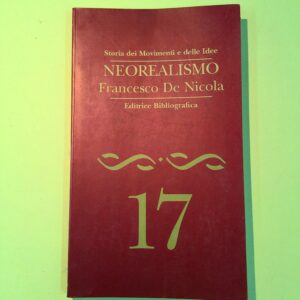 Storia dei Movimenti e delle Idee
NEOREALISMO
Francesco De Nicola
Editrice Bibliografica
17